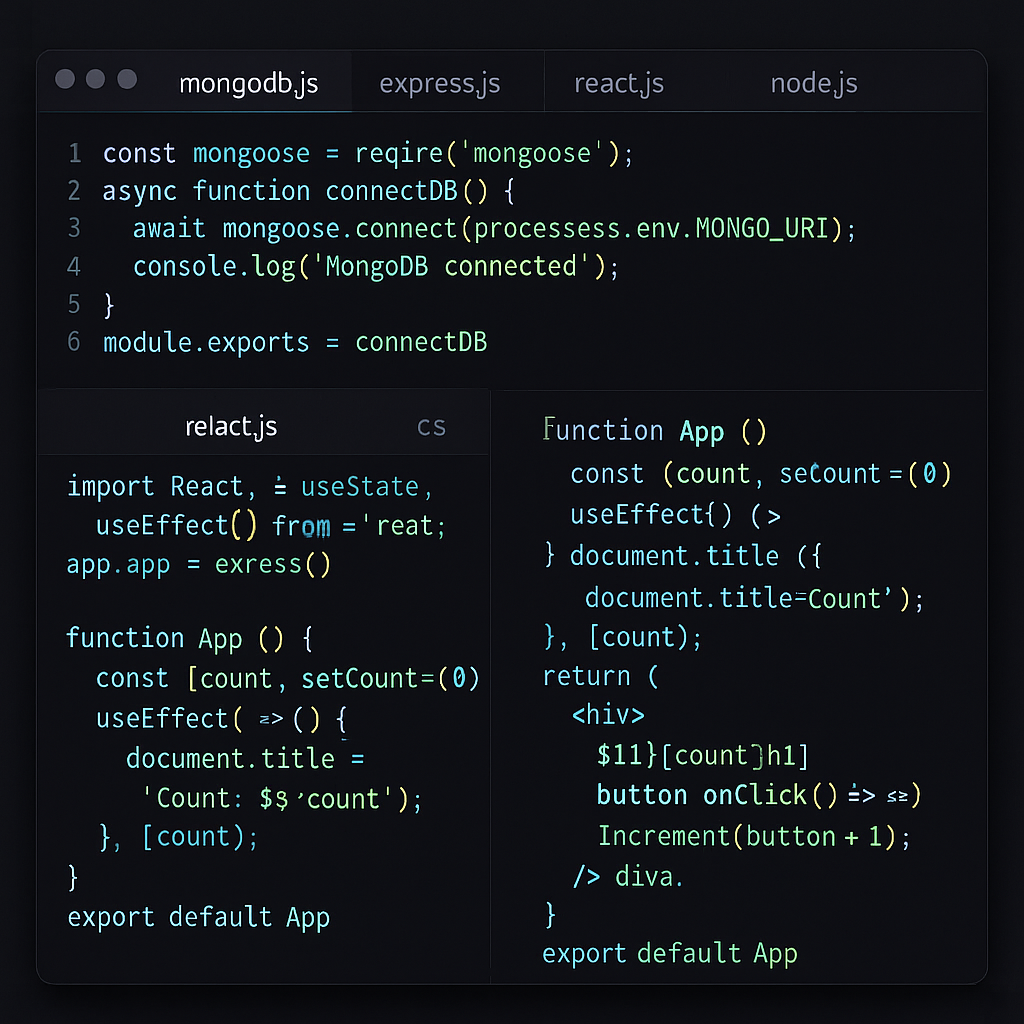 mongodb.js express.js react.js node.js
1 const mongoose = reqire('mongoose');
2 async function connectDB() {
3 await mongoose.connect(processess.env.MONGO_URI);
4 console.log('MongoDB connected');
5 }
6 module.exports = connectDB
relact.js CS
import React, = useState,
useEffect() from ='reat;
app.app = exress()
function App () {
const [count, setCount=(0)
useEffect( => () {
document.title =
'Count: $ count');
}, [count);
}
export default App
Function App ()
const (count, setCount=(0)
useEffect{) (>
} document.title ({
document.title=Count');
}, [count);
return (
<hiv>
$11}[count}h1]
button onClick() => ≤≥)
Increment(button + 1);
/> diva.
}
export default App